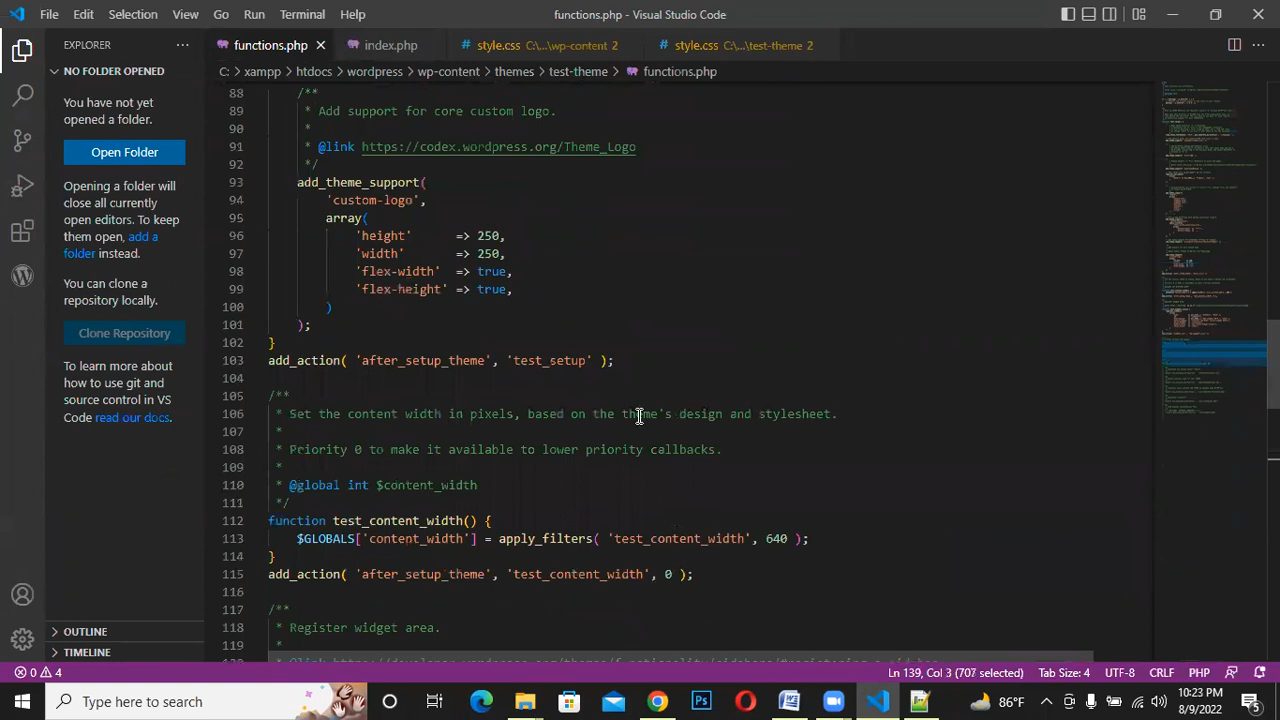 File Edit Selection View Go Run Terminal Help
functions.php - Visual Studio Code
EXPLORER
functions.php
index.php
style.css C:\...\wp-content 2
style.css C:\...\test-theme 2
NO FOLDER OPENED
C: > xampp > htdocs > wordpress > wp-content > themes > test-theme > functions.php
You have not yet
opened a folder.
Open Folder
Opening a folder will
close all currently
open editors. To keep
them open, add a
folder instead.
repository locally.
Clone Repository
To learn more about
how to use git and
source control in VS
Code read our docs.
88 /**
89 * Add support for core custom logo.
90 *
91 * @link https://codex.wordpress.org/Theme_Logo
92 */
93 add_theme_support(
94 'custom-logo',
95 array(
96 'height' => 250,
97 'width'
98 'flex-width' true,
99 'flex-height' =>
100 )
101 );
102 }
103 add_action( 'after_setup_theme', 'test_setup' );
104
105 /**
106 * Set the content width in pixels, based on the theme's design and stylesheet.
107 *
108 * Priority 0 to make it available to lower priority callbacks.
109 *
110 * @global int $content_width
111 */
112 function test_content_width() {
113 $GLOBALS['content_width'] = apply_filters( 'test_content_width', 640 );
114 }
115 add_action( 'after_setup_theme', 'test_content_width', 0 );
116
117 /**
118 * Register widget area.
119 *
OUTLINE
TIMELINE
0 4
Ln 139, Col 3 (707 selected) Tab Size: 4 UTF-8 CRLF PHP
Type here to search
86°F
10:23 PM
8/9/2022
5